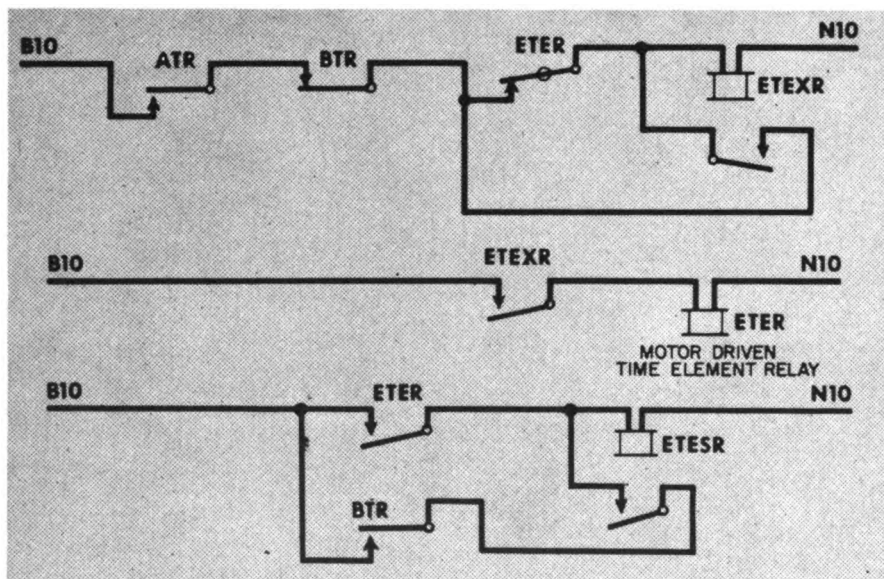 B10 ATR BTR ETER N10
ETEXR
B10 ETEXR N10
ETER
MOTOR DRIVEN
TIME ELEMENT RELAY
B10 ETER N10
ETESR
BTR